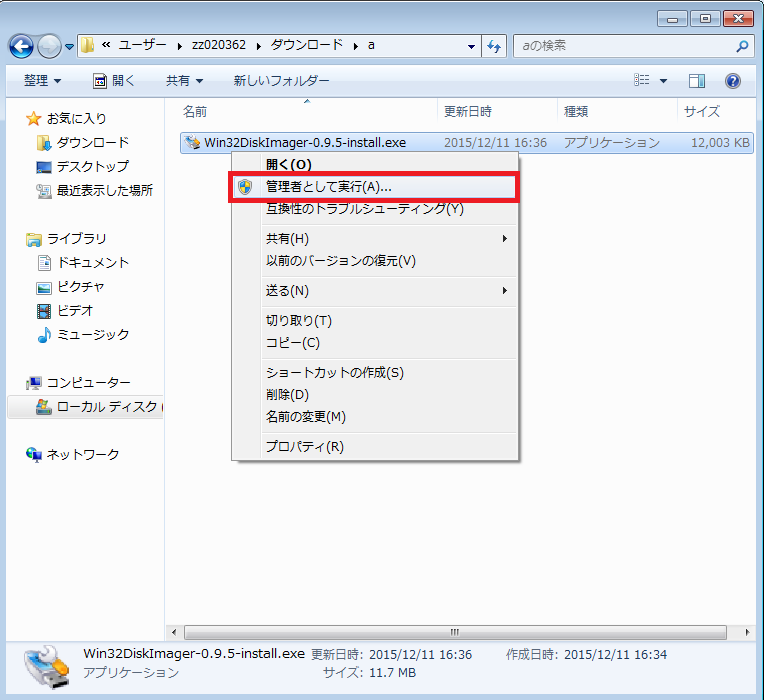 « ユーザー ▸ zz020362 ▸ ダウンロード ▸ a
aの検索
整理 開く 共有 新しいフォルダー
名前 更新日時 種類 サイズ
お気に入り
ダウンロード
デスクトップ
最近表示した場所
ライブラリ
ドキュメント
ピクチャ
ビデオ
ミュージック
コンピューター
ローカル ディスク (
ネットワーク
Win32DiskImager-0.9.5-install.exe 2015/12/11 16:36 アプリケーション 12,003 KB
開く(O)
管理者として実行(A)...
互換性のトラブルシューティング(Y)
共有(H)
以前のバージョンの復元(V)
送る(N)
切り取り(T)
コピー(C)
ショートカットの作成(S)
削除(D)
名前の変更(M)
プロパティ(R)
Win32DiskImager-0.9.5-install.exe 更新日時: 2015/12/11 16:36 作成日時: 2015/12/11 16:34
アプリケーション サイズ: 11.7 MB